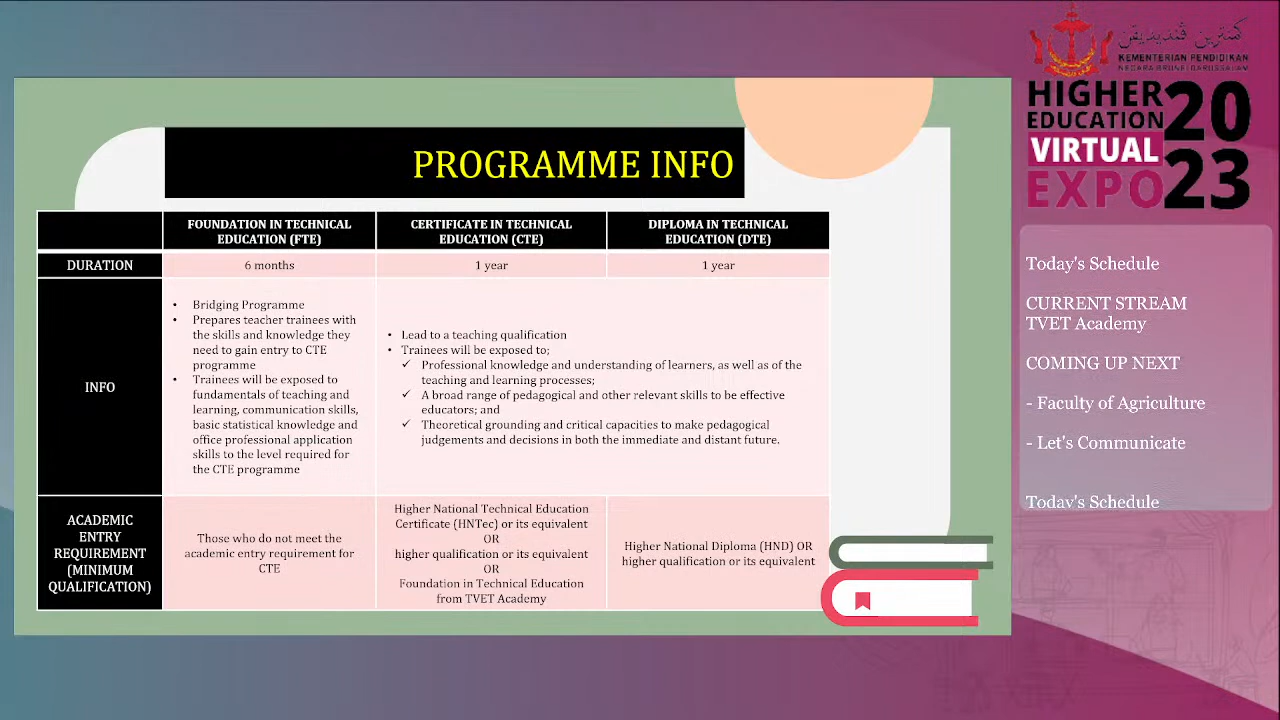 PROGRAMME INFO
FOUNDATION IN TECHNICAL
EDUCATION (FTE)
CERTIFICATE IN TECHNICAL
EDUCATION (CTE)
DIPLOMA IN TECHNICAL
EDUCATION (DTE)
DURATION
6 months
1 year
1 year
INFO
• Bridging Programme
• Prepares teacher trainees with
the skills and knowledge they
need to gain entry to CTE
programme
• Trainees will be exposed to
fundamentals of teaching and
learning, communication skills,
basic statistical knowledge and
office professional application
skills to the level required for
the CTE programme
• Lead to a teaching qualification
• Trainees will be exposed to;
✓ Professional knowledge and understanding of learners, as well as of the
teaching and learning processes;
✓ A broad range of pedagogical and other relevant skills to be effective
educators; and
✓ Theoretical grounding and critical capacities to make pedagogical
judgements and decisions in both the immediate and distant future.
ACADEMIC
ENTRY
REQUIREMENT
(MINIMUM
QUALIFICATION)
Those who do not meet the
academic entry requirement for
CTE
Higher National Technical Education
Certificate (HNTec) or its equivalent
OR
higher qualification or its equivalent
OR
Foundation in Technical Education
from TVET Academy
Higher National Diploma (HND) OR
higher qualification or its equivalent
KEMENTERIAN PENDIDIKAN
NEGARA BRUNEI DARUSSALAM
HIGHER
EDUCATION
VIRTUAL
EXPO
20
23
Today's Schedule
CURRENT STREAM
TVET Academy
COMING UP NEXT
- Faculty of Agriculture
- Let's Communicate
Today's Schedule